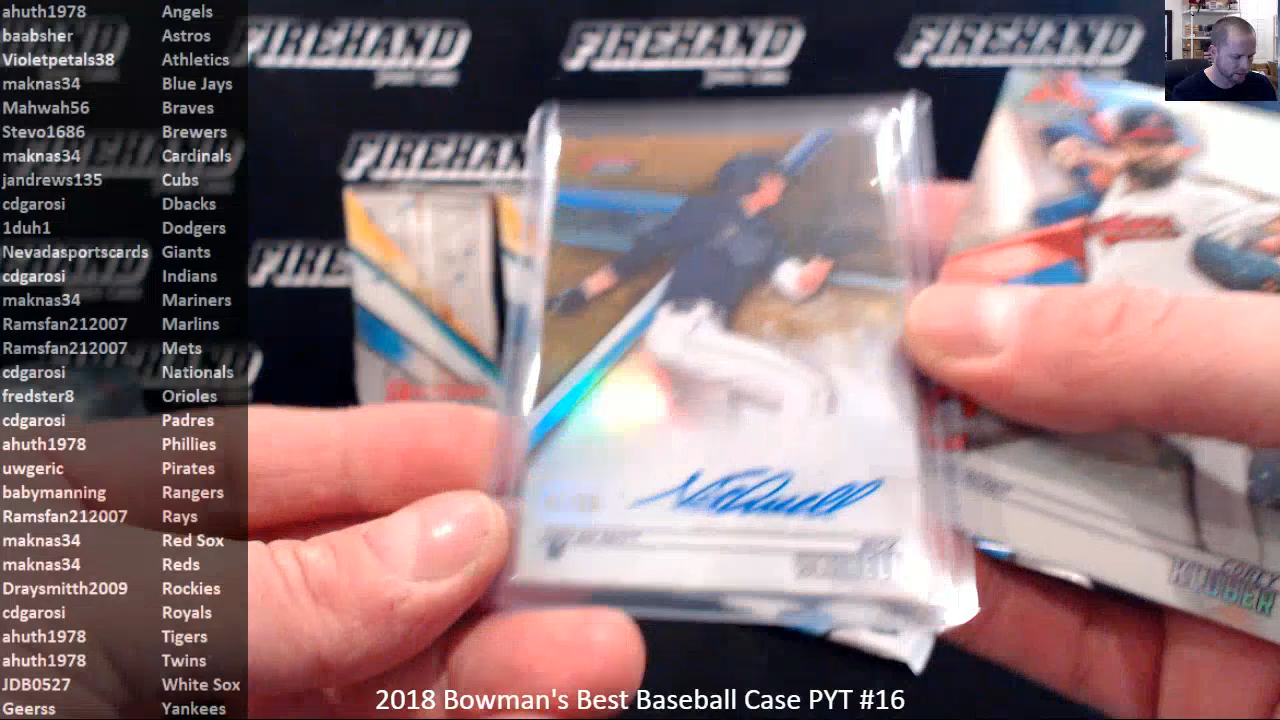 ahuth1978 Angels
baabsher Astros
Violetpetals38 Athletics
maknas34 Blue Jays
Mahwah56 Braves
Stevo1686 Brewers
maknas34 Cardinals
jandrews135 Cubs
cdgarosi Dbacks
1duh1 Dodgers
Nevadasportscards Giants
cdgarosi Indians
maknas34 Mariners
Ramsfan212007 Marlins
Ramsfan212007 Mets
cdgarosi Nationals
fredster8 Orioles
cdgarosi Padres
ahuth1978 Phillies
uwgeric Pirates
babymanning Rangers
Ramsfan212007 Rays
maknas34 Red Sox
maknas34 Reds
Draysmitth2009 Rockies
cdgarosi Royals
ahuth1978 Tigers
ahuth1978 Twins
JDB0527 White Sox
Geerss Yankees
FIREHAND
FIREHAND
FIREHAND
FIREHAN
FIRE
COREY
KLUBER
2018 Bowman's Best Baseball Case PYT #16